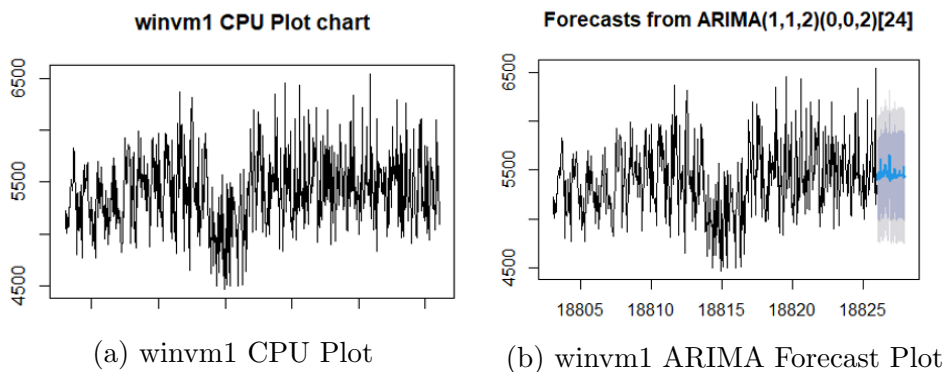 winvm1 CPU Plot chart
6500
5500
4500
(a) winvm1 CPU Plot
Forecasts from ARIMA(1,1,2)(0,0,2)[24]
6500
5500
4500
18805 18810 18815 18820 18825
(b) winvm1 ARIMA Forecast Plot